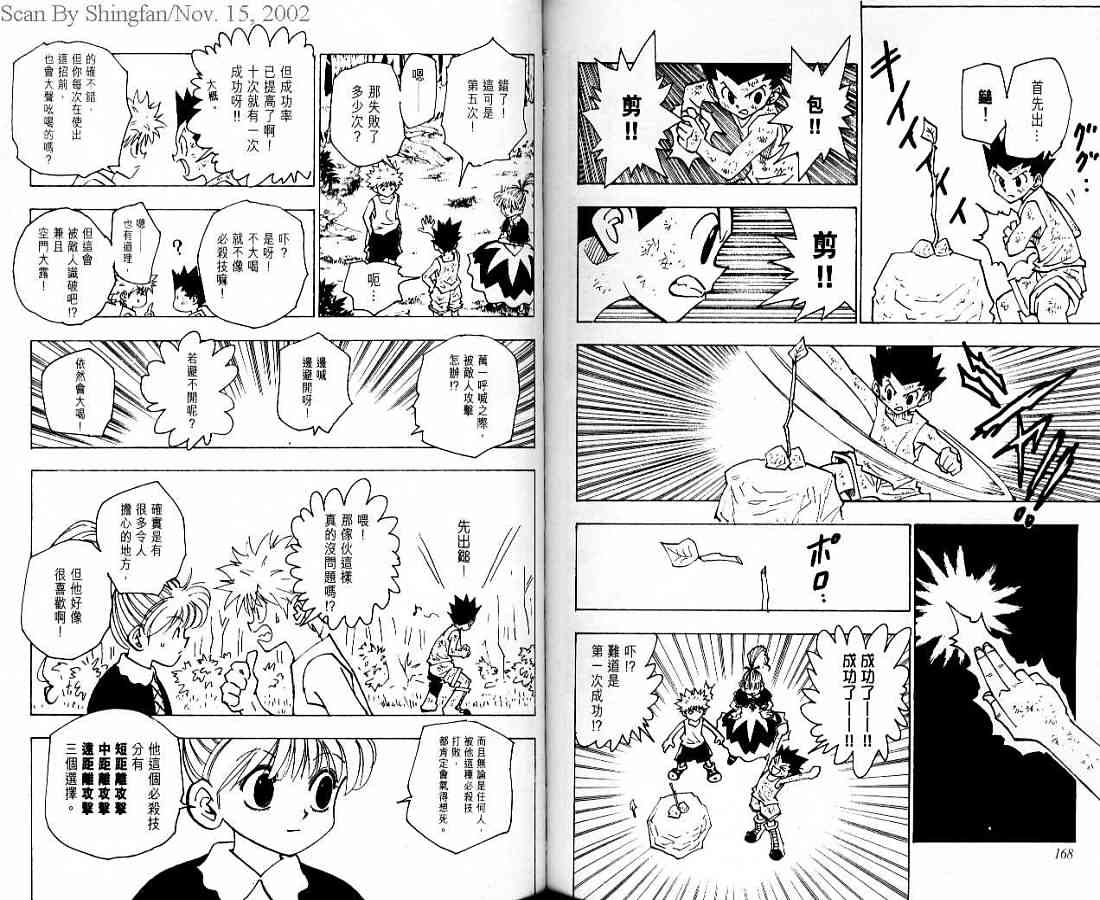 Scan By Shingfan/Nov. 15, 2002
首先出…
鎚！
ググ…
キイイイ
包!!
剪!!
剪!!
ポロ…
成功了——!!
成功了——!!
吓!?
難道是
第一次成功!?
168
錯了！
這可是
第五次！
嗯
那失敗了
多少次？
呃…
但成功率
已提高了啊！
十次就有一次
成功呀!!
大概．
的確不錯．
但你每次在使出
這招前，
也會大聲吆喝的嗎？
吓？
是呀！
不大喝
就不像
必殺技嘛！
？
嗯——
也有道理．
但這會
被敵人識破吧!?
兼且
空門大露！
萬一呼喊之際，
被敵人攻擊
怎辦!?
邊喊
邊避開呀！
若避不開呢？
依然會大喝！
先出鎚！
喂！
那傢伙這樣
真的沒問題嗎!?
確實是有
很多令人
擔心的地方，
但他好像
很喜歡啊！
而且無論是任何人，
被他這種必殺技
打敗，
都肯定會氣得想死。
他這個必殺技
分有
短距離攻擊
中距離攻擊
遠距離攻擊
三個選擇。